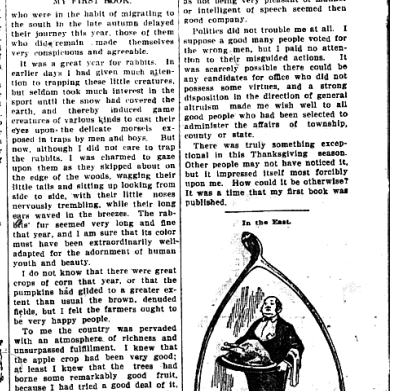 MY FIRST BOOK.
who were in the habit of migrating to
the south in the late autumn delayed
their journey this year, those of them
who did remain made themselves
very conspicuous and agreeable.
It was a great year for rabbits. In
earlier days I had given much atten-
tion to trapping these little creatures,
but seldom took much interest in the
sport until the snow had covered the
earth, and thereby induced game
creatures of various kinds to cast their
eyes upon the delicate morsels ex-
posed in traps by men and boys. But
now, although I did not care to trap
the rabbits, I was charmed to gaze
upon them as they skipped about on
the edge of the woods, wagging their
little tails and sitting up looking from
side to side, with their little noses
nervously trembling, while their long
ears waved in the breezes. The rab-
bits' fur seemed very long and fine
that year, and I am sure that its color
must have been extraordinarily well-
adapted for the adornment of human
youth and beauty.
I do not know that there were great
crops of corn that year, or that the
pumpkins had gilded to a greater ex-
tent than usual the brown, denuded
fields, but I felt the farmers ought to
be very happy people.
To me the country was pervaded
with an atmosphere of richness and
unsurpassed fulfillment. I knew that
the apple crop had been very good;
at least I knew that the trees had
borne some remarkably good fruit,
because I had tried a good deal of it.
as not being very
or intelligent of speech seemed then
good company.
Politics did not trouble me at all. I
suppose a good many people voted for
the wrong men, but I paid no atten-
tion to their misguided actions. It
was scarcely possible there could be
any candidates for office who did not
possess some virtues, and a strong
disposition in the direction of general
altruism made me wish well to all
good people who had been selected to
administer the affairs of township,
county or state.
There was truly something excep-
tional in this Thanksgiving season.
Other people may not have noticed it,
but it impressed itself most forcibly
upon me. How could it be otherwise?
It was a time that my first book was
published.
In the East.